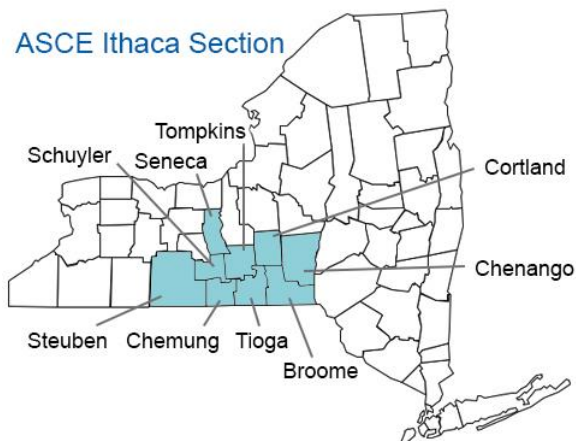 ASCE Ithaca Section
Tompkins
Schuyler
Seneca
Cortland
Chenango
Steuben
Chemung
Tioga
Broome